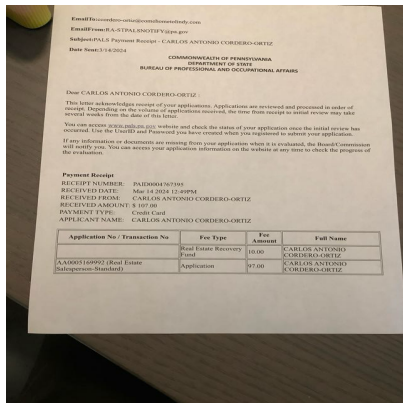 EmailTo:ccordero-ortiz@comehometoindy.com
EmailFrom:RA-STPALSNOTIFY@pa.gov
Subject:PALS Payment Receipt - CARLOS ANTONIO CORDERO-ORTIZ
Date Sent:3/14/2024
COMMONWEALTH OF PENNSYLVANIA
DEPARTMENT OF STATE
BUREAU OF PROFESSIONAL AND OCCUPATIONAL AFFAIRS
Dear CARLOS ANTONIO CORDERO-ORTIZ :
This letter acknowledges receipt of your applications. Applications are reviewed and processed in order of
receipt. Depending on the volume of applications received, the time from receipt to initial review may take
several weeks from the date of this letter.
You can access www.pals.pa.gov website and check the status of your application once the initial review has
occurred. Use the UserID and Password you have created when you registered to submit your application.
If any information or documents are missing from your application when it is evaluated, the Board/Commission
will notify you. You can access your application information on the website at any time to check the progress of
the evaluation.
Payment Receipt
RECEIPT NUMBER: PAID0004767395
RECEIVED DATE: Mar 14 2024 12:49PM
RECEIVED FROM: CARLOS ANTONIO CORDERO-ORTIZ
RECEIVED AMOUNT: $ 107.00
PAYMENT TYPE: Credit Card
APPLICANT NAME: CARLOS ANTONIO CORDERO-ORTIZ
Application No / Transaction No Fee Type Fee Amount Full Name
Real Estate Recovery Fund 10.00 CARLOS ANTONIO CORDERO-ORTIZ
AA0005169992 (Real Estate Salesperson-Standard) Application 97.00 CARLOS ANTONIO CORDERO-ORTIZ